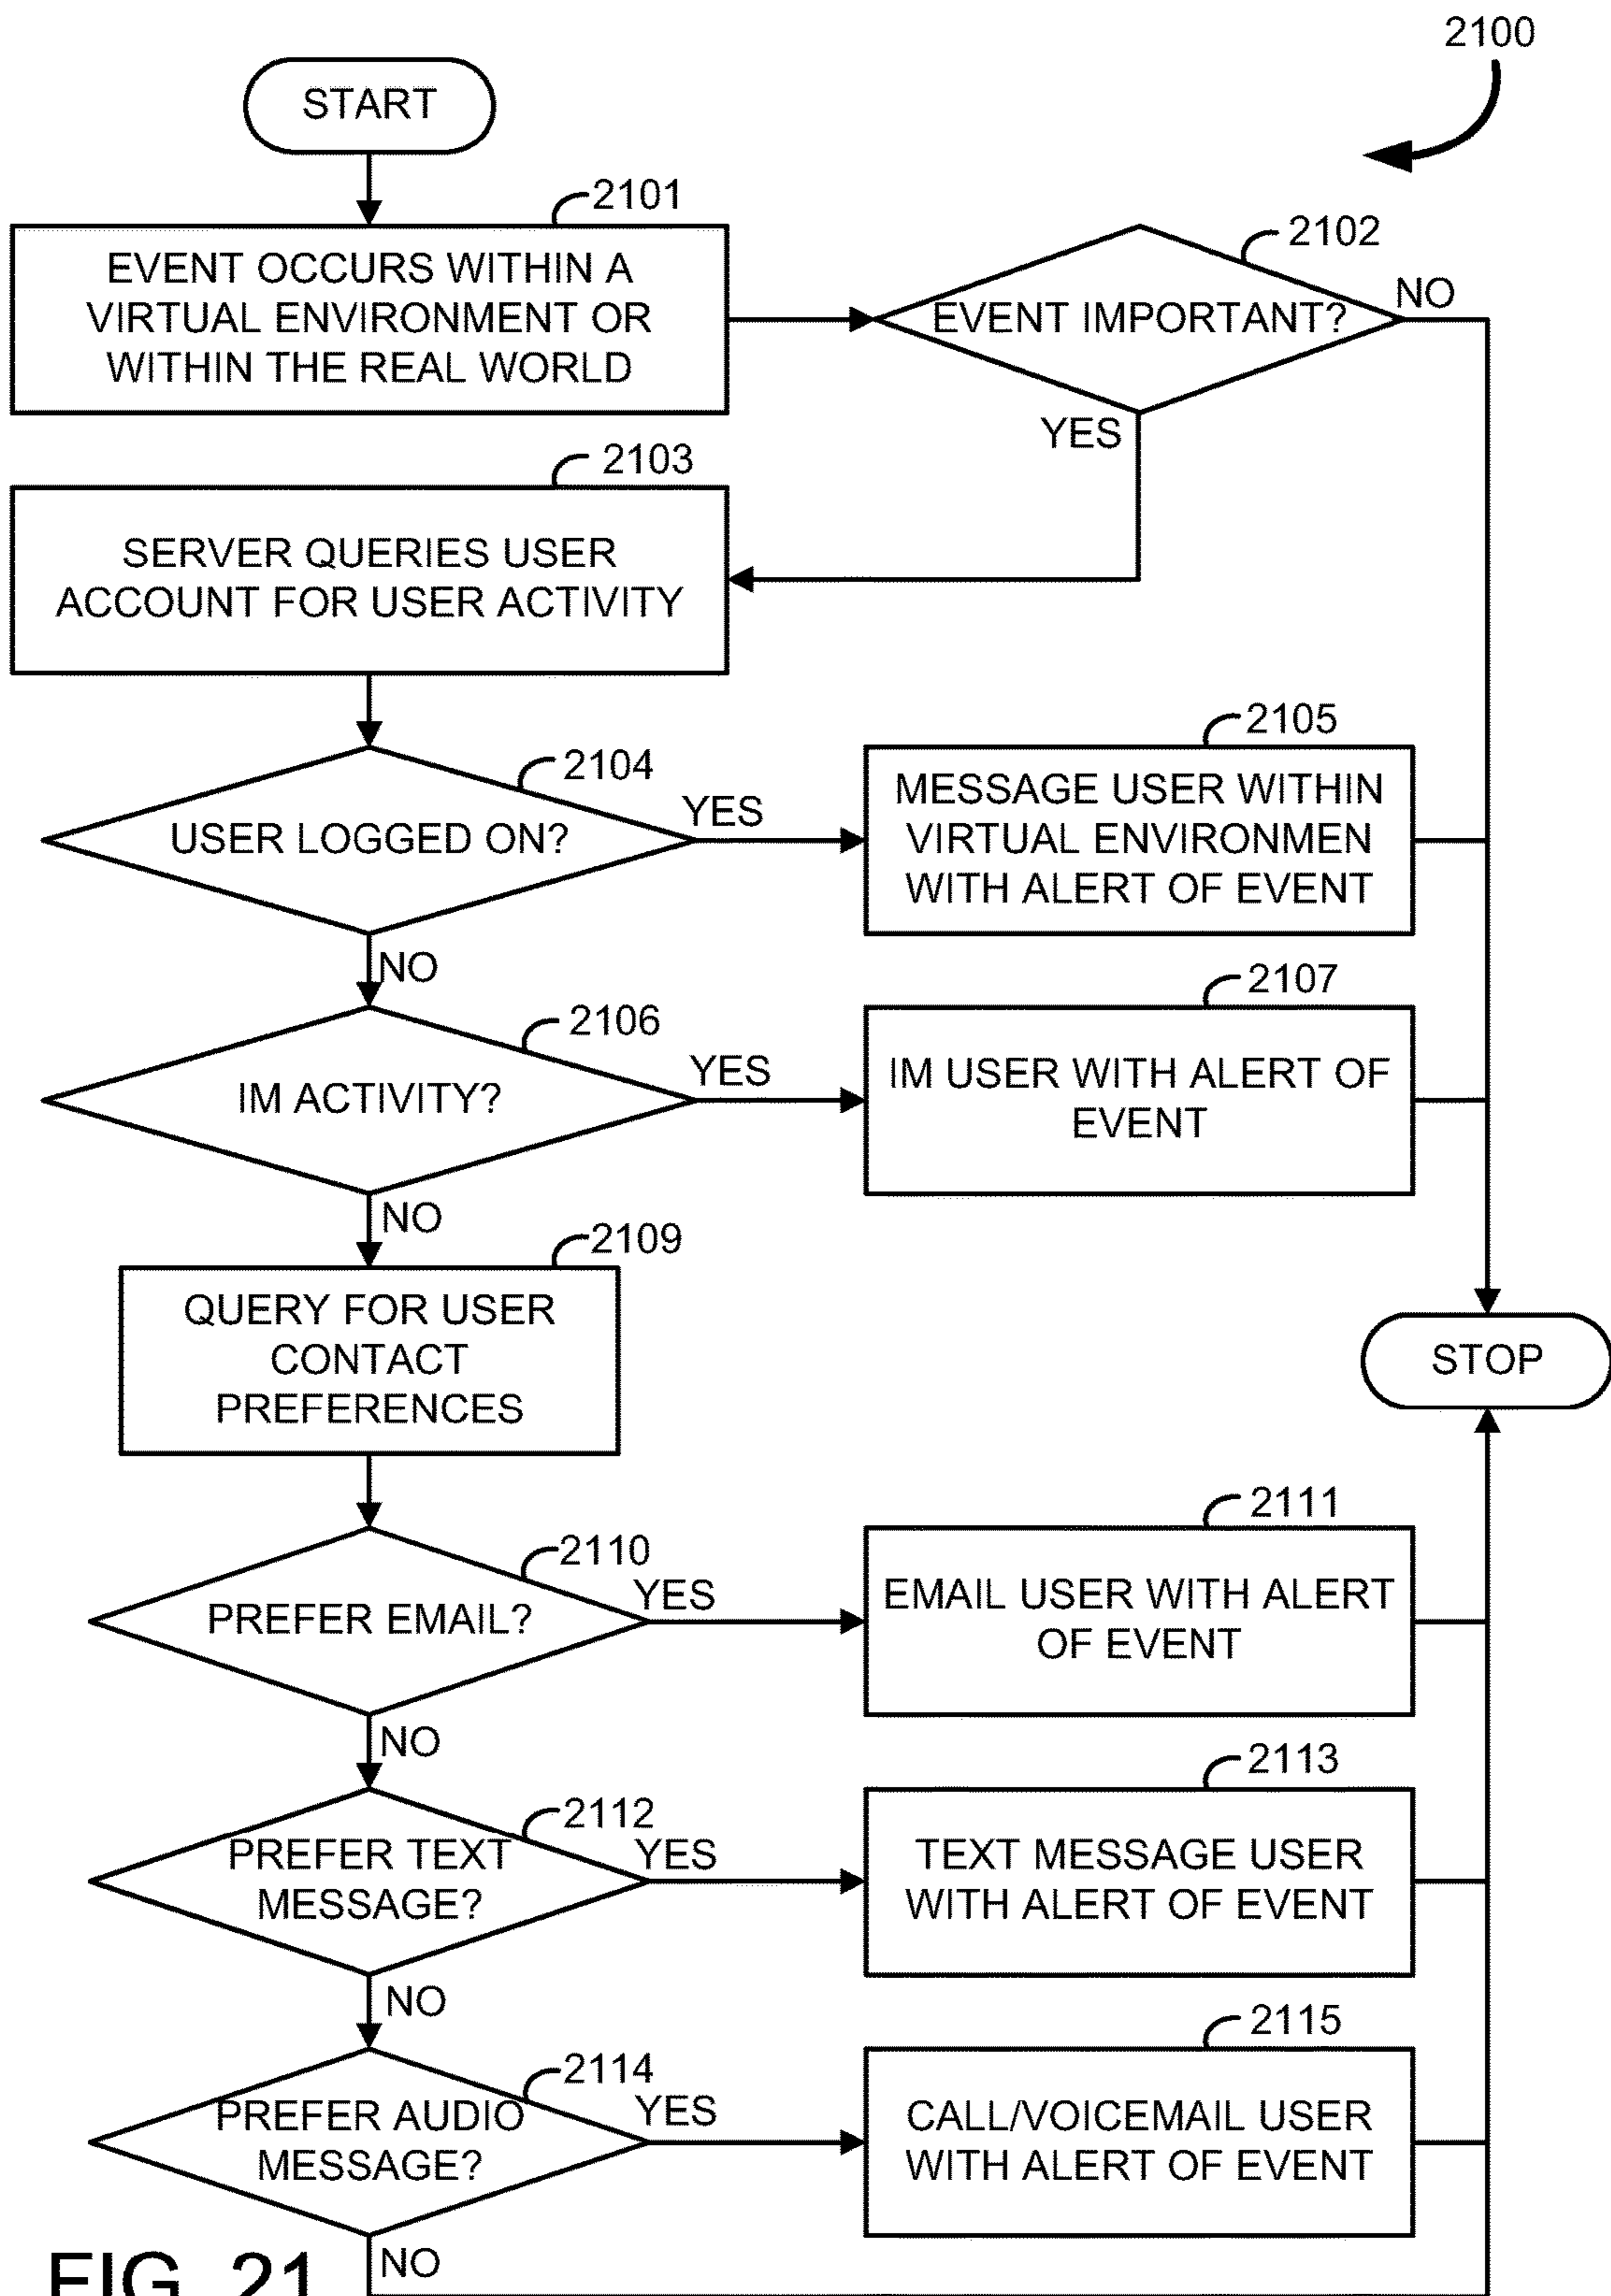 2100
START
2101
EVENT OCCURS WITHIN A
VIRTUAL ENVIRONMENT OR
WITHIN THE REAL WORLD
2102
EVENT IMPORTANT?
NO
YES
2103
SERVER QUERIES USER
ACCOUNT FOR USER ACTIVITY
2104
USER LOGGED ON?
YES
2105
MESSAGE USER WITHIN
VIRTUAL ENVIRONMEN
WITH ALERT OF EVENT
NO
2106
IM ACTIVITY?
YES
2107
IM USER WITH ALERT OF
EVENT
NO
2109
QUERY FOR USER
CONTACT
PREFERENCES
STOP
2110
PREFER EMAIL?
YES
2111
EMAIL USER WITH ALERT
OF EVENT
NO
2112
PREFER TEXT
MESSAGE?
YES
2113
TEXT MESSAGE USER
WITH ALERT OF EVENT
NO
2114
PREFER AUDIO
MESSAGE?
YES
2115
CALL/VOICEMAIL USER
WITH ALERT OF EVENT
NO
FIG. 21